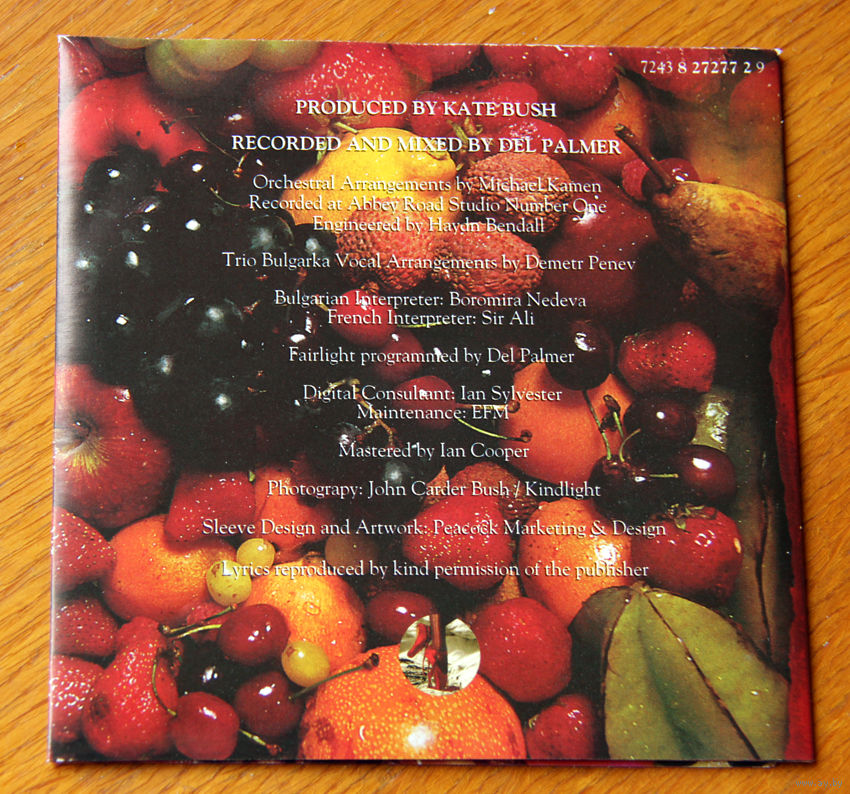 7243 8 27277 2 9
PRODUCED BY KATE BUSH
RECORDED AND MIXED BY DEL PALMER
Orchestral Arrangements by Michael Kamen
Recorded at Abbey Road Studio Number One
Engineered by Haydn Bendall
Trio Bulgarka Vocal Arrangements by Demetr Penev
Bulgarian Interpreter: Boromira Nedeva
French Interpreter: Sir Ali
Fairlight programmed by Del Palmer
Digital Consultant: Ian Sylvester
Maintenance: EFM
Mastered by Ian Cooper
Photograpy: John Carder Bush / Kindlight
Sleeve Design and Artwork: Peacock Marketing & Design
Lyrics reproduced by kind permission of the publisher